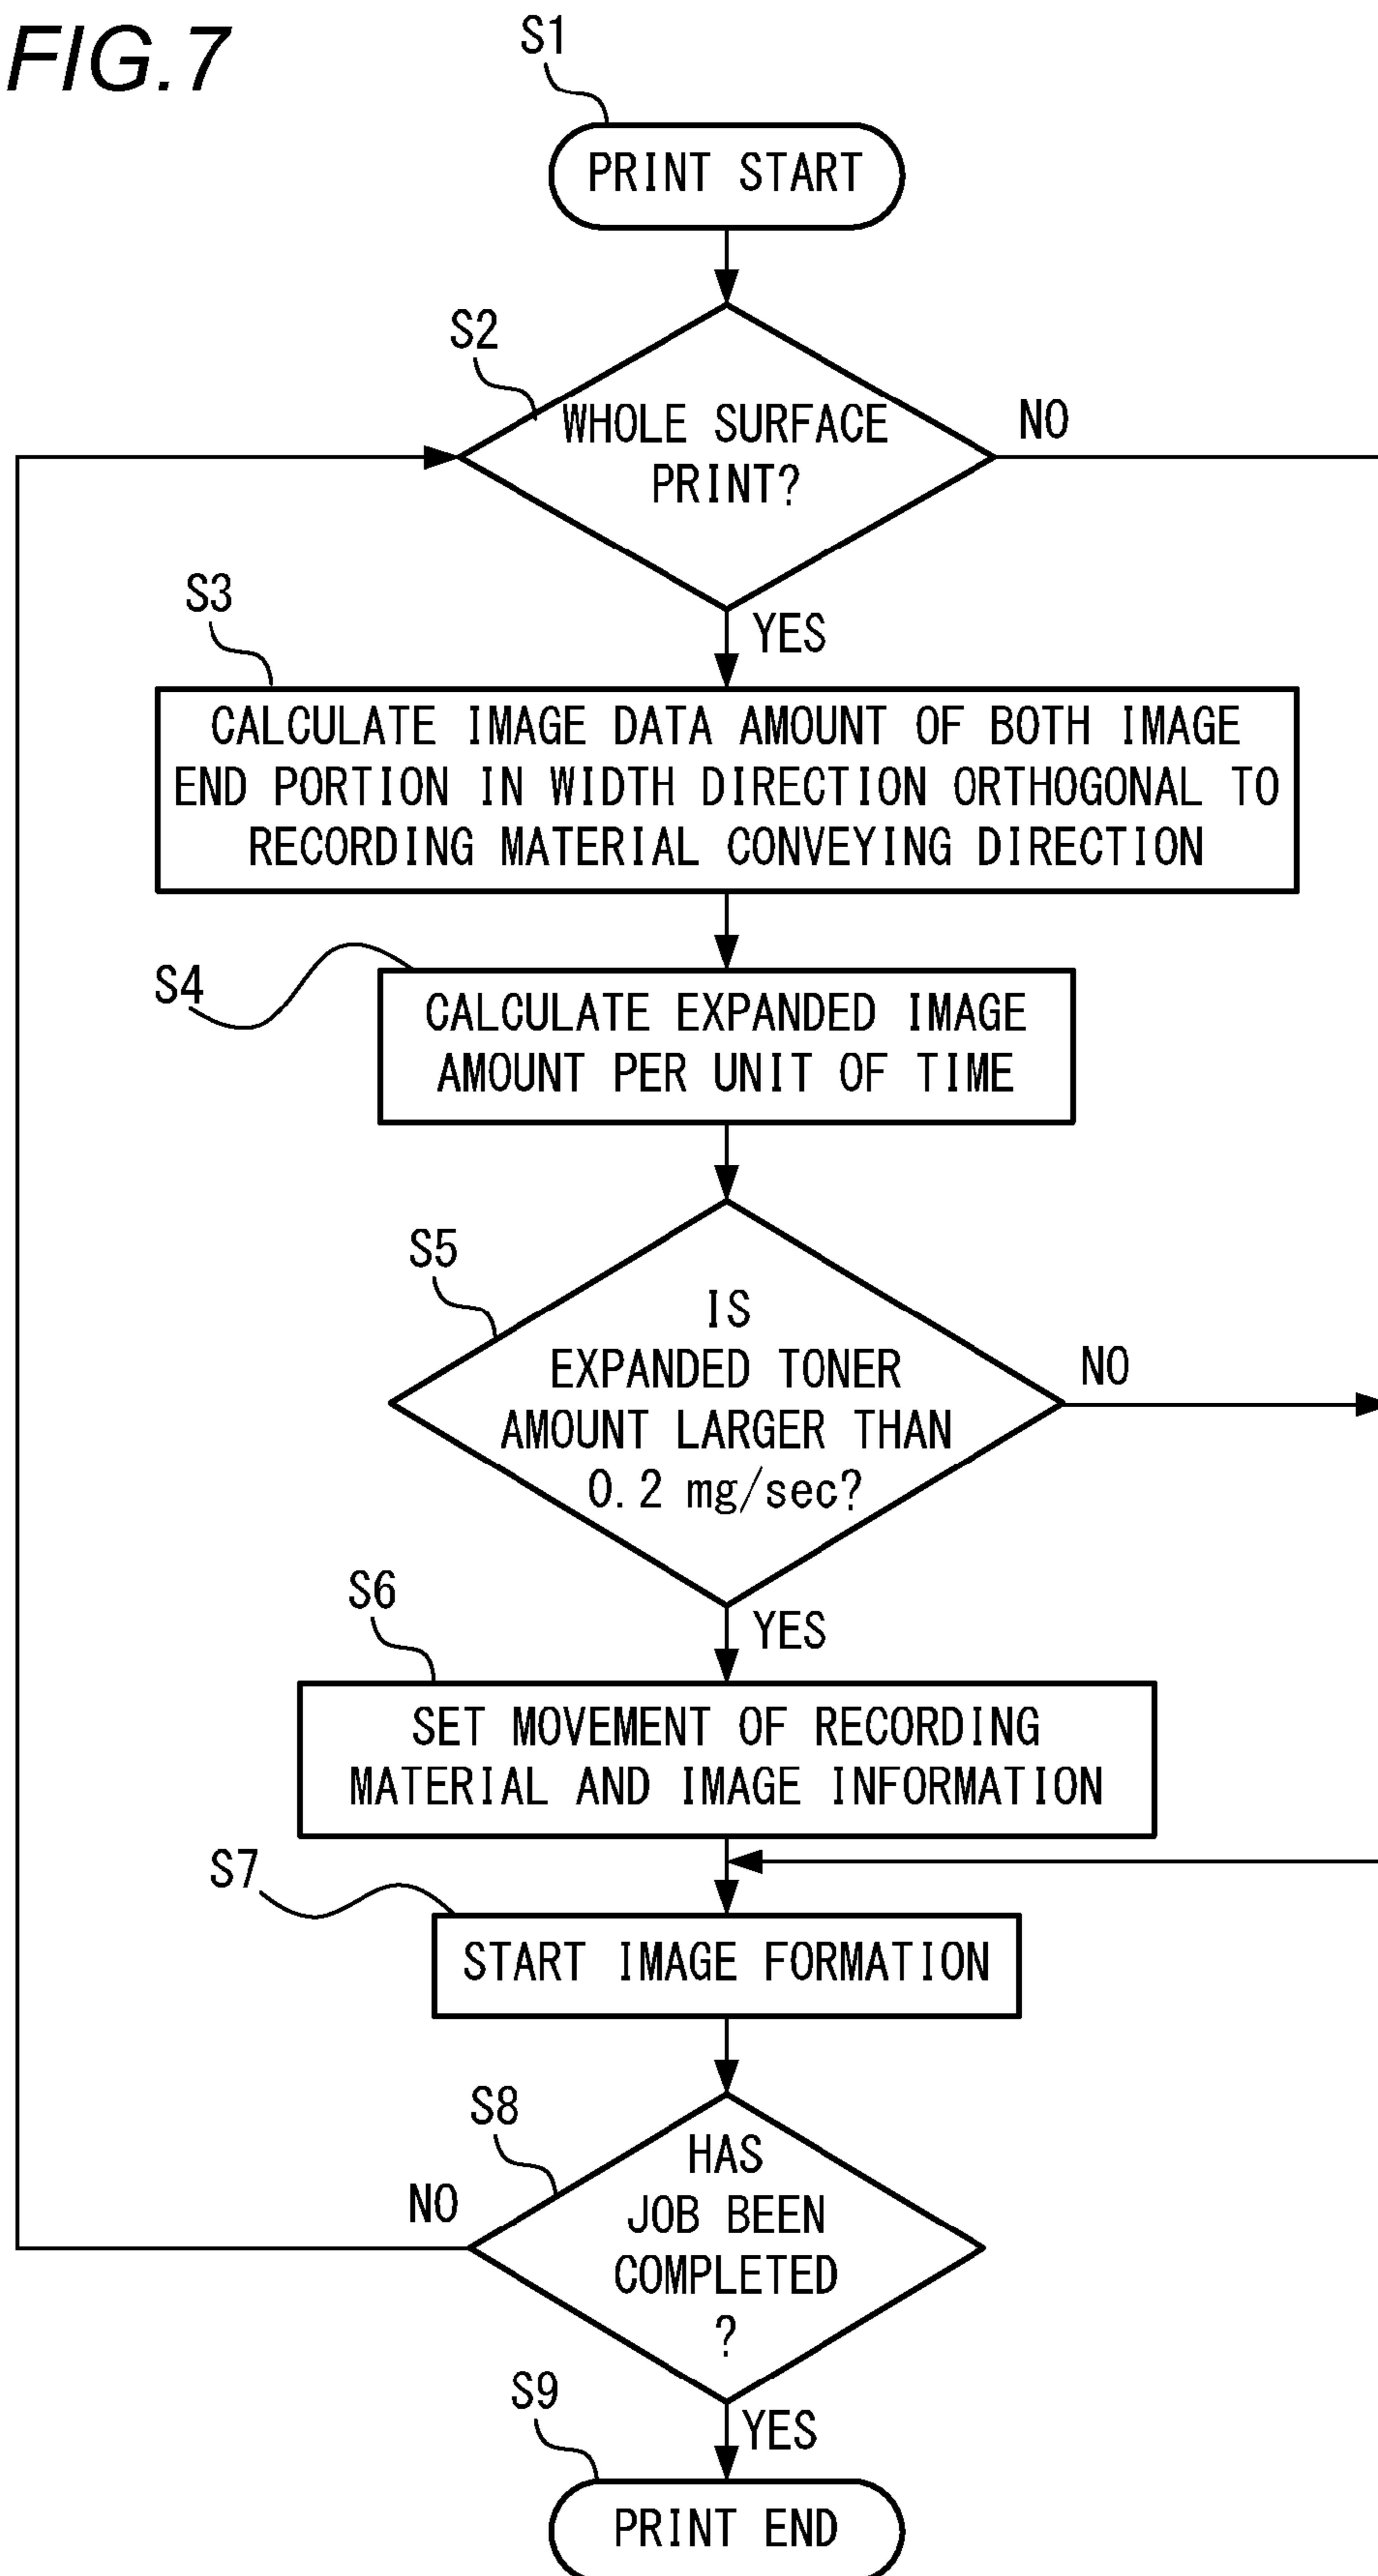 FIG.7
S1
PRINT START
S2
WHOLE SURFACE
PRINT?
NO
YES
S3
CALCULATE IMAGE DATA AMOUNT OF BOTH IMAGE
END PORTION IN WIDTH DIRECTION ORTHOGONAL TO
RECORDING MATERIAL CONVEYING DIRECTION
S4
CALCULATE EXPANDED IMAGE
AMOUNT PER UNIT OF TIME
S5
IS
EXPANDED TONER
AMOUNT LARGER THAN
0.2 mg/sec?
NO
YES
S6
SET MOVEMENT OF RECORDING
MATERIAL AND IMAGE INFORMATION
S7
START IMAGE FORMATION
S8
HAS
JOB BEEN
COMPLETED
?
NO
YES
S9
PRINT END